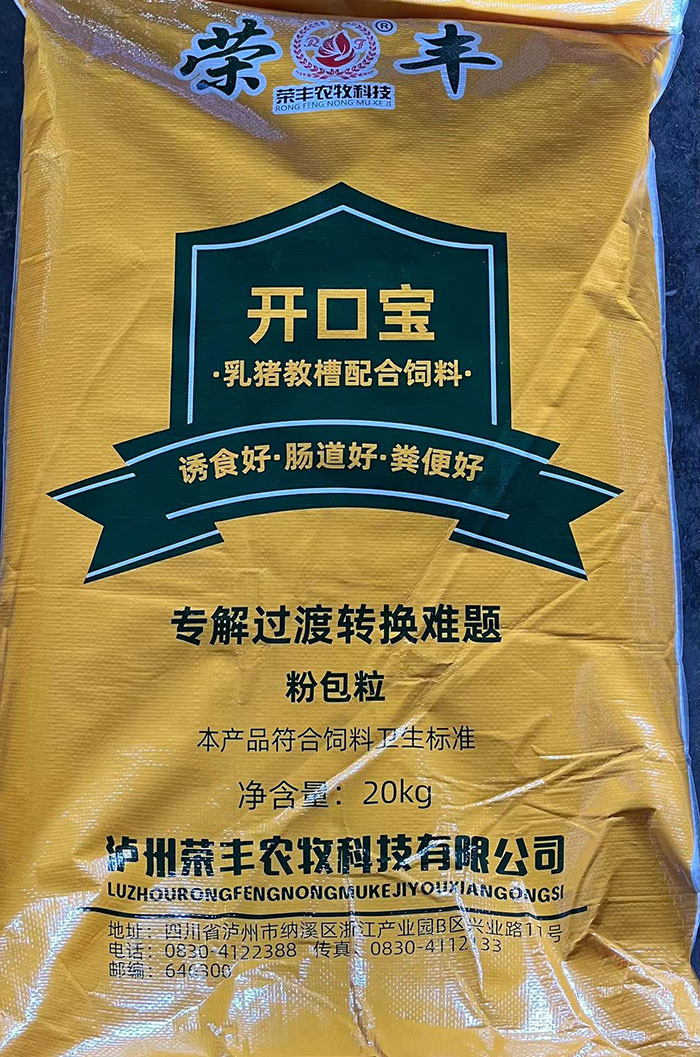 荣 ® 丰
R F
荣丰农牧科技
RONG FENG NONG MU KE JI
开口宝
·乳猪教槽配合饲料·
诱食好·肠道好·粪便好
专解过渡转换难题
粉包粒
本产品符合饲料卫生标准
净含量：20kg
泸州荣丰农牧科技有限公司
LUZHOURONGFENGNONGMUKEJIYOUXIANGONGSI
地址：四川省泸州市纳溪区浙江产业园B区兴业路11号
电话：0830-4122388 传真：0830-4112133
邮编：646300